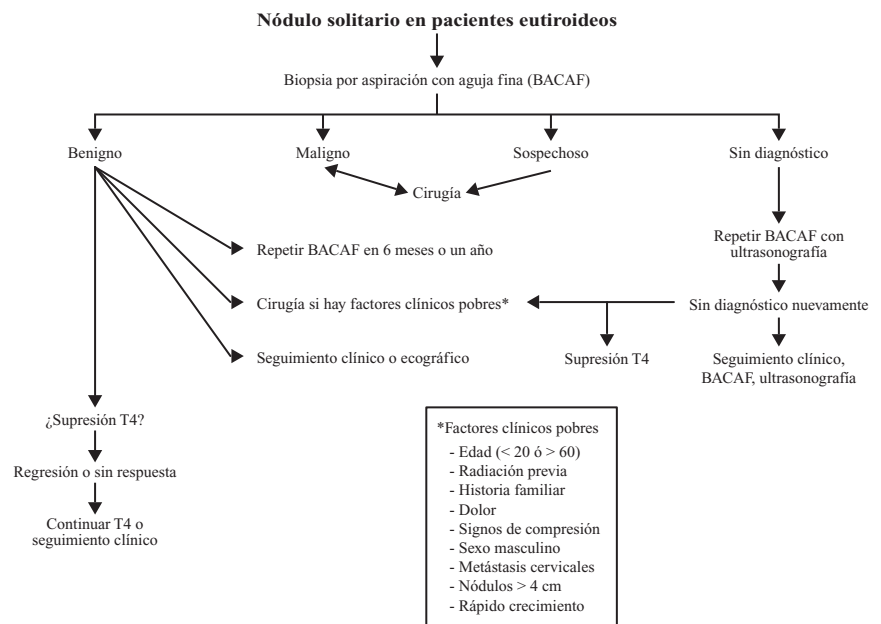 Nódulo solitario en pacientes eutiroideos
Biopsia por aspiración con aguja fina (BACAF)
Benigno
Maligno
Sospechoso
Sin diagnóstico
Cirugía
Repetir BACAF en 6 meses o un año
Repetir BACAF con
ultrasonografía
Cirugía si hay factores clínicos pobres*
Sin diagnóstico nuevamente
Seguimiento clínico o ecográfico
Supresión T4
Seguimiento clínico,
BACAF, ultrasonografía
¿Supresión T4?
Regresión o sin respuesta
Continuar T4 o
seguimiento clínico
*Factores clínicos pobres
- Edad (< 20 ó > 60)
- Radiación previa
- Historia familiar
- Dolor
- Signos de compresión
- Sexo masculino
- Metástasis cervicales
- Nódulos > 4 cm
- Rápido crecimiento